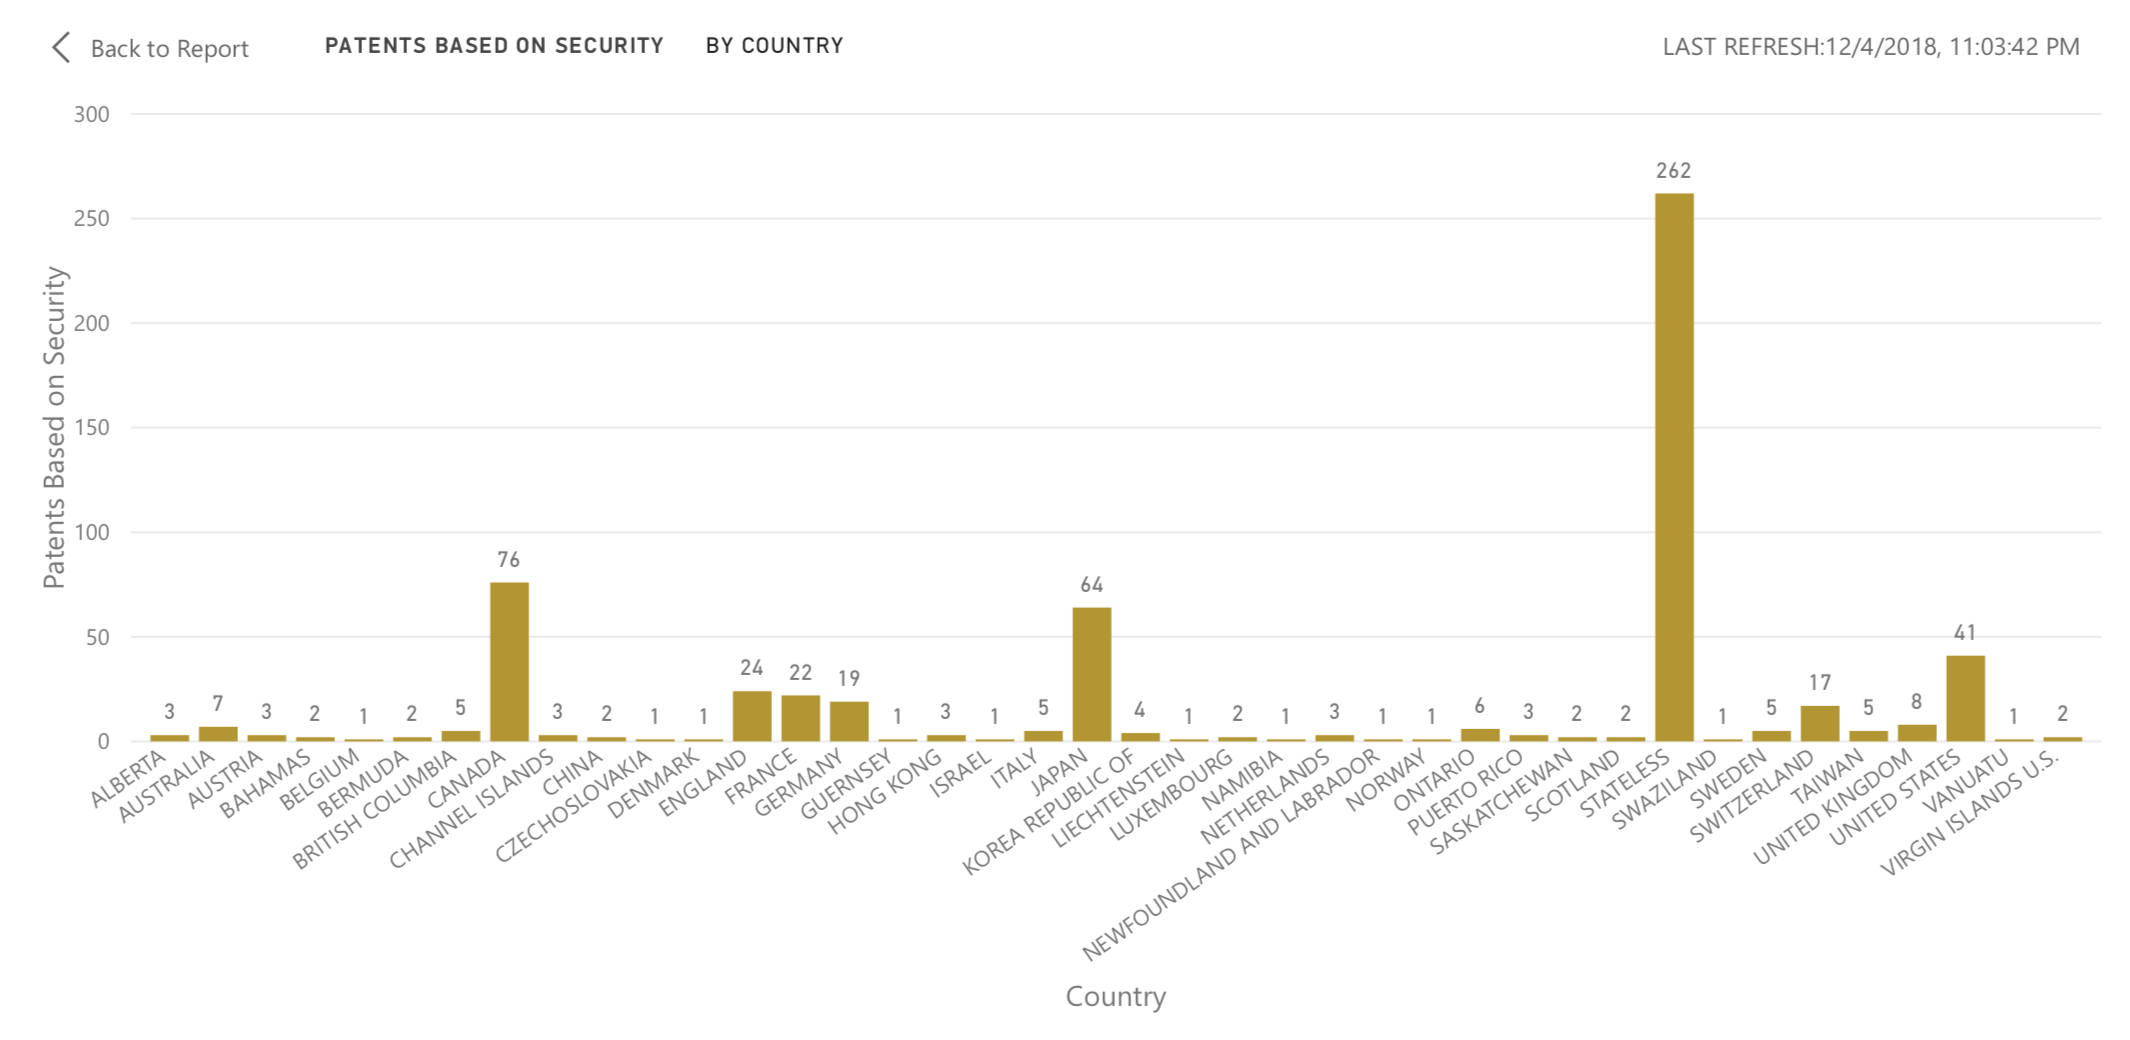 Back to Report
PATENTS BASED ON SECURITY
BY COUNTRY
LAST REFRESH:12/4/2018, 11:03:42 PM
Patents Based on Security
300
250
200
150
100
50
0
3
7
3
2
1
2
5
76
3
2
1
1
24
22
19
1
3
1
5
64
4
1
2
1
3
1
1
6
3
2
2
262
1
5
17
5
8
41
1
2
ALBERTA
AUSTRALIA
AUSTRIA
BAHAMAS
BELGIUM
BERMUDA
BRITISH COLUMBIA
CANADA
CHANNEL ISLANDS
CHINA
CZECHOSLOVAKIA
DENMARK
ENGLAND
FRANCE
GERMANY
GUERNSEY
HONG KONG
ISRAEL
ITALY
JAPAN
KOREA REPUBLIC OF
LIECHTENSTEIN
LUXEMBOURG
NAMIBIA
NETHERLANDS
NEWFOUNDLAND AND LABRADOR
NORWAY
ONTARIO
PUERTO RICO
SASKATCHEWAN
SCOTLAND
STATELESS
SWAZILAND
SWEDEN
SWITZERLAND
TAIWAN
UNITED KINGDOM
UNITED STATES
VANUATU
VIRGIN ISLANDS U.S.
Country